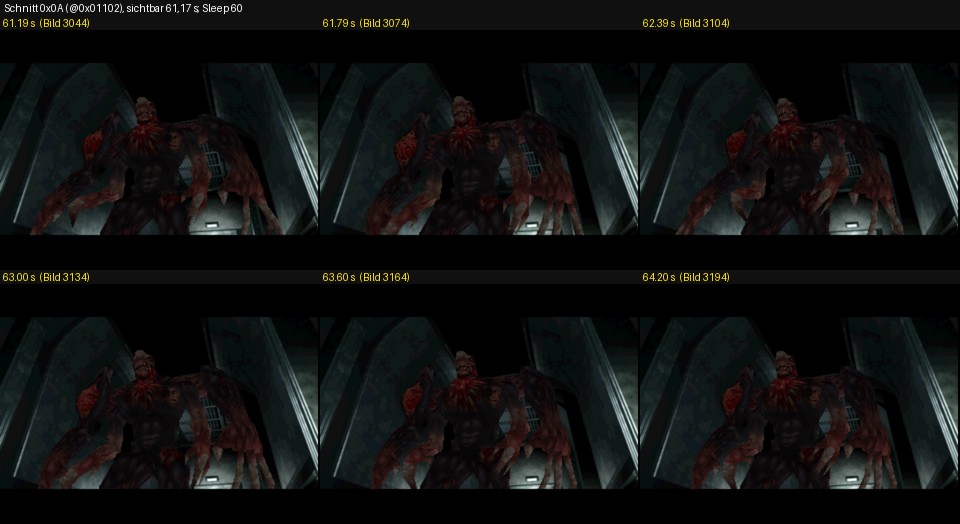 Schnitt 0x0A (@0x01102), sichtbar 61,17 s; Sleep 60
61.19 s (Bild 3044)
61.79 s (Bild 3074)
62.39 s (Bild 3104)
63.00 s (Bild 3134)
63.60 s (Bild 3164)
64.20 s (Bild 3194)